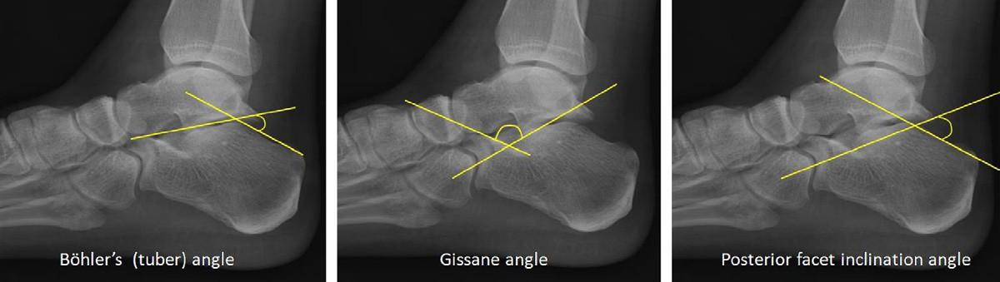 Böhler's (tuber) angle
Gissane angle
Posterior facet inclination angle